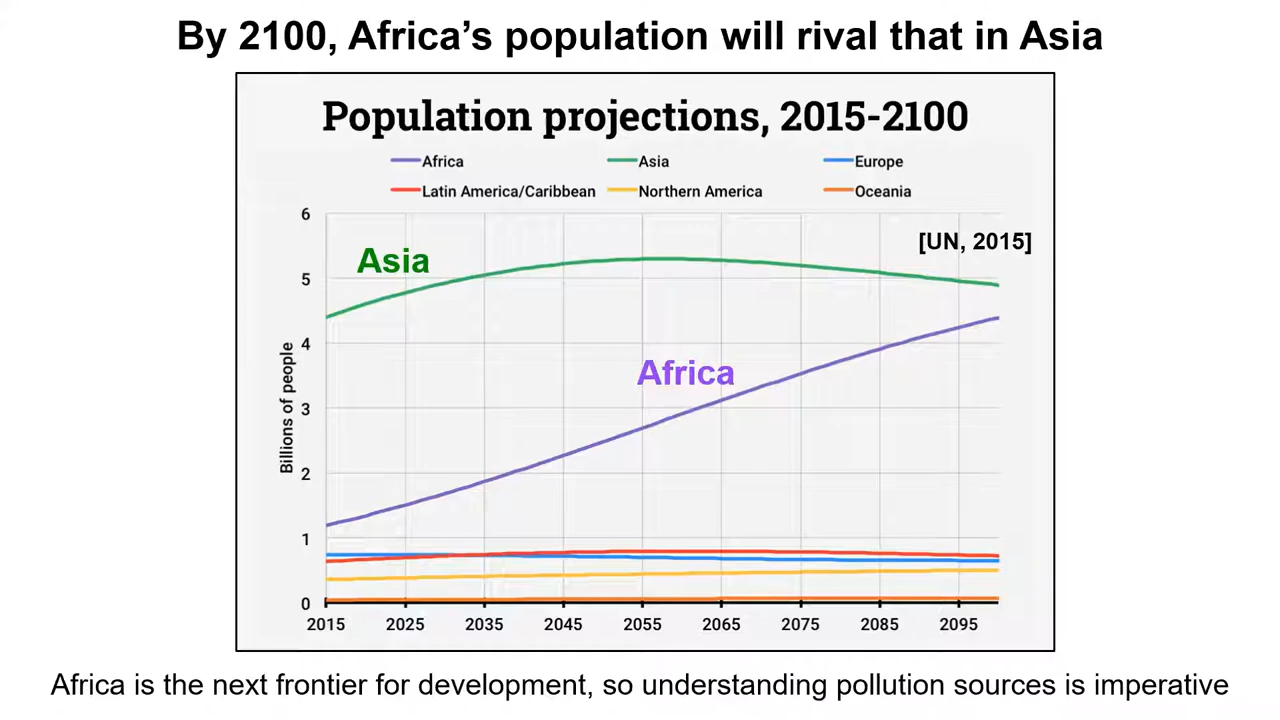 By 2100, Africa's population will rival that in Asia
Population projections, 2015-2100
Africa Asia Europe
Latin America/Caribbean Northern America Oceania
[UN, 2015]
Asia
Africa
Billions of people
6
5
4
3
2
1
0
2015 2025 2035 2045 2055 2065 2075 2085 2095
Africa is the next frontier for development, so understanding pollution sources is imperative